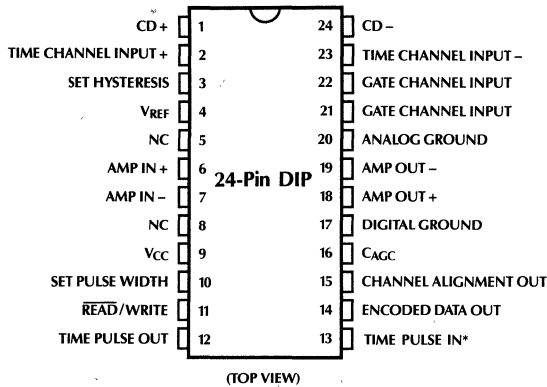 CD + 1 24 CD –
TIME CHANNEL INPUT + 2 23 TIME CHANNEL INPUT –
SET HYSTERESIS 3 22 GATE CHANNEL INPUT
VREF 4 21 GATE CHANNEL INPUT
NC 5 20 ANALOG GROUND
AMP IN + 6 19 AMP OUT –
24-Pin DIP
AMP IN – 7 18 AMP OUT +
NC 8 17 DIGITAL GROUND
VCC 9 16 CAGC
SET PULSE WIDTH 10 15 CHANNEL ALIGNMENT OUT
READ/WRITE 11 14 ENCODED DATA OUT
TIME PULSE OUT 12 13 TIME PULSE IN*
(TOP VIEW)